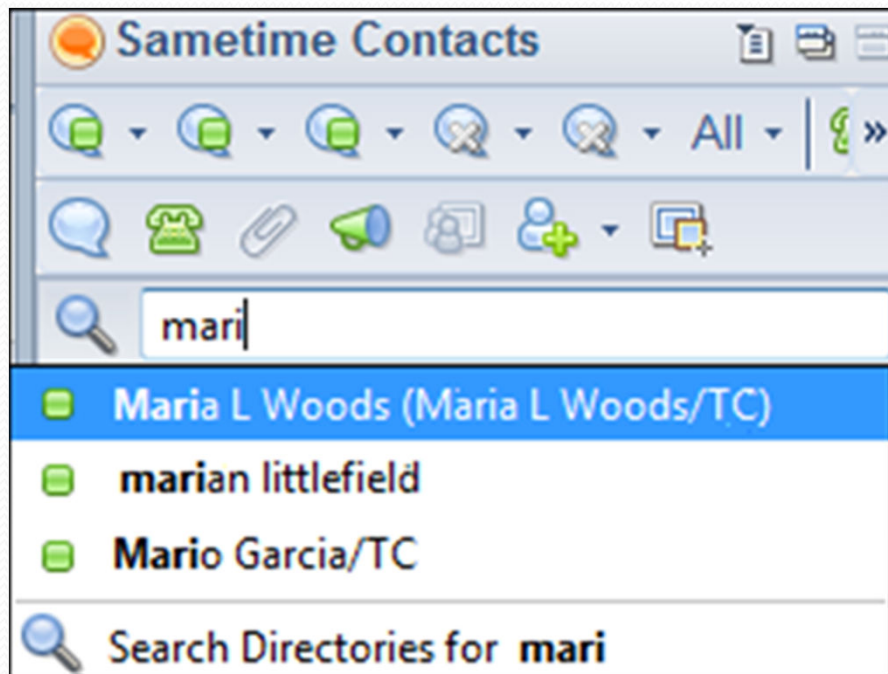 Sametime Contacts
All
mari
Maria L Woods (Maria L Woods/TC)
marian littlefield
Mario Garcia/TC
Search Directories for mari